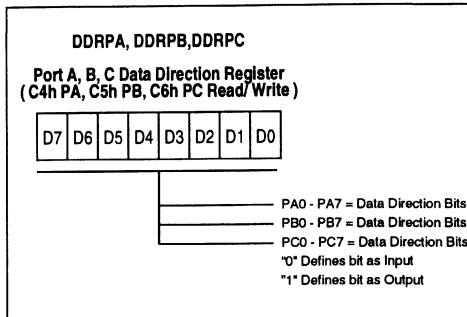 DDRPA, DDRPB,DDRPC
Port A, B, C Data Direction Register
( C4h PA, C5h PB, C6h PC Read/ Write )
D7 D6 D5 D4 D3 D2 D1 D0
PA0 - PA7 = Data Direction Bits
PB0 - PB7 = Data Direction Bits
PC0 - PC7 = Data Direction Bits
"0" Defines bit as Input
"1" Defines bit as Output